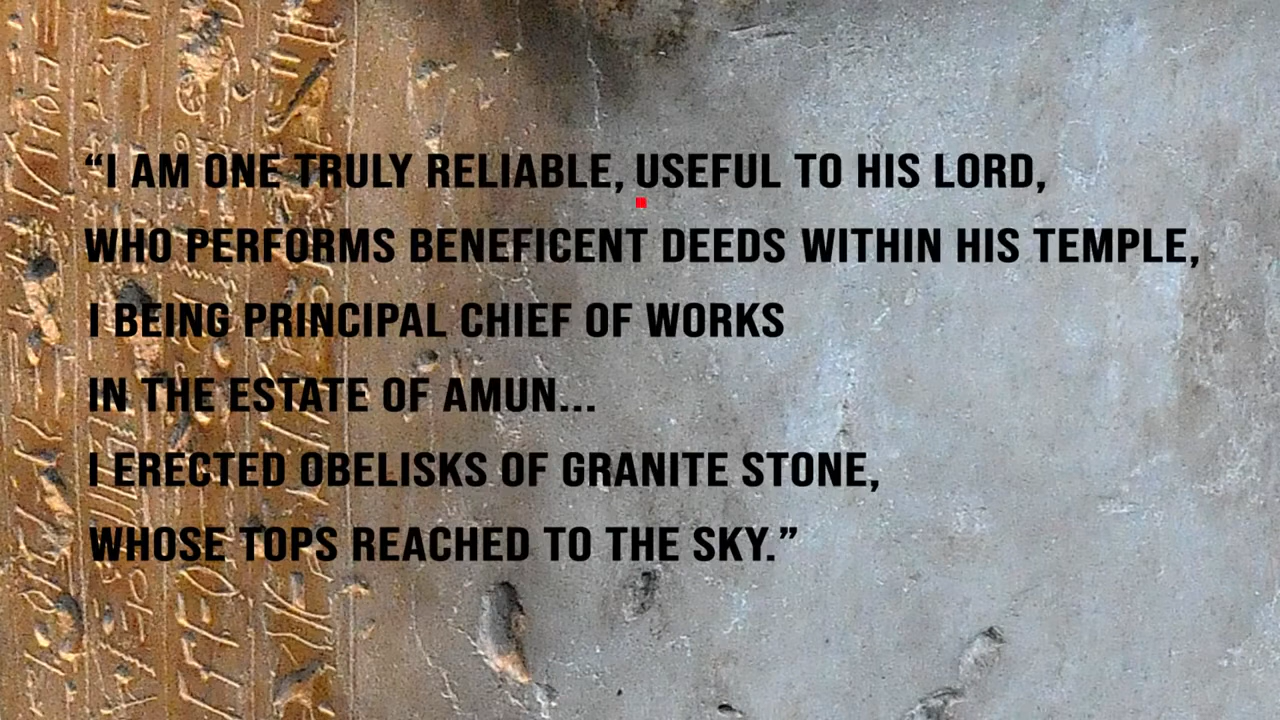 “I AM ONE TRULY RELIABLE, USEFUL TO HIS LORD,
WHO PERFORMS BENEFICENT DEEDS WITHIN HIS TEMPLE,
I BEING PRINCIPAL CHIEF OF WORKS
IN THE ESTATE OF AMUN...
I ERECTED OBELISKS OF GRANITE STONE,
WHOSE TOPS REACHED TO THE SKY.”